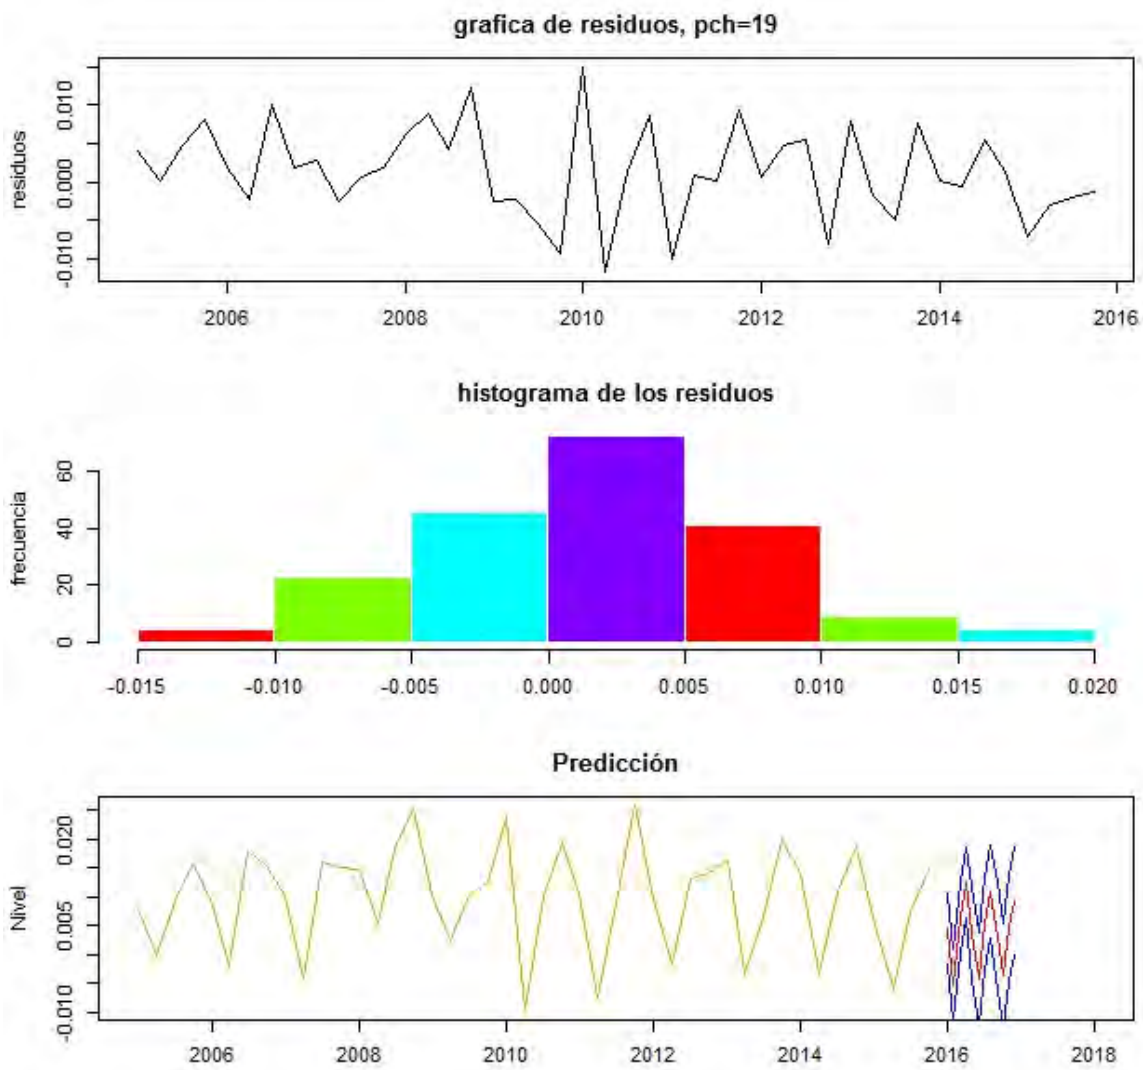 grafica de residuos, pch=19
residuos
0.010
0.000
-0.010
2006 2008 2010 2012 2014 2016
histograma de los residuos
frecuencia
60
40
20
0
-0.015 -0.010 -0.005 0.000 0.005 0.010 0.015 0.020
Predicción
Nivel
0.020
0.005
-0.010
2006 2008 2010 2012 2014 2016 2018